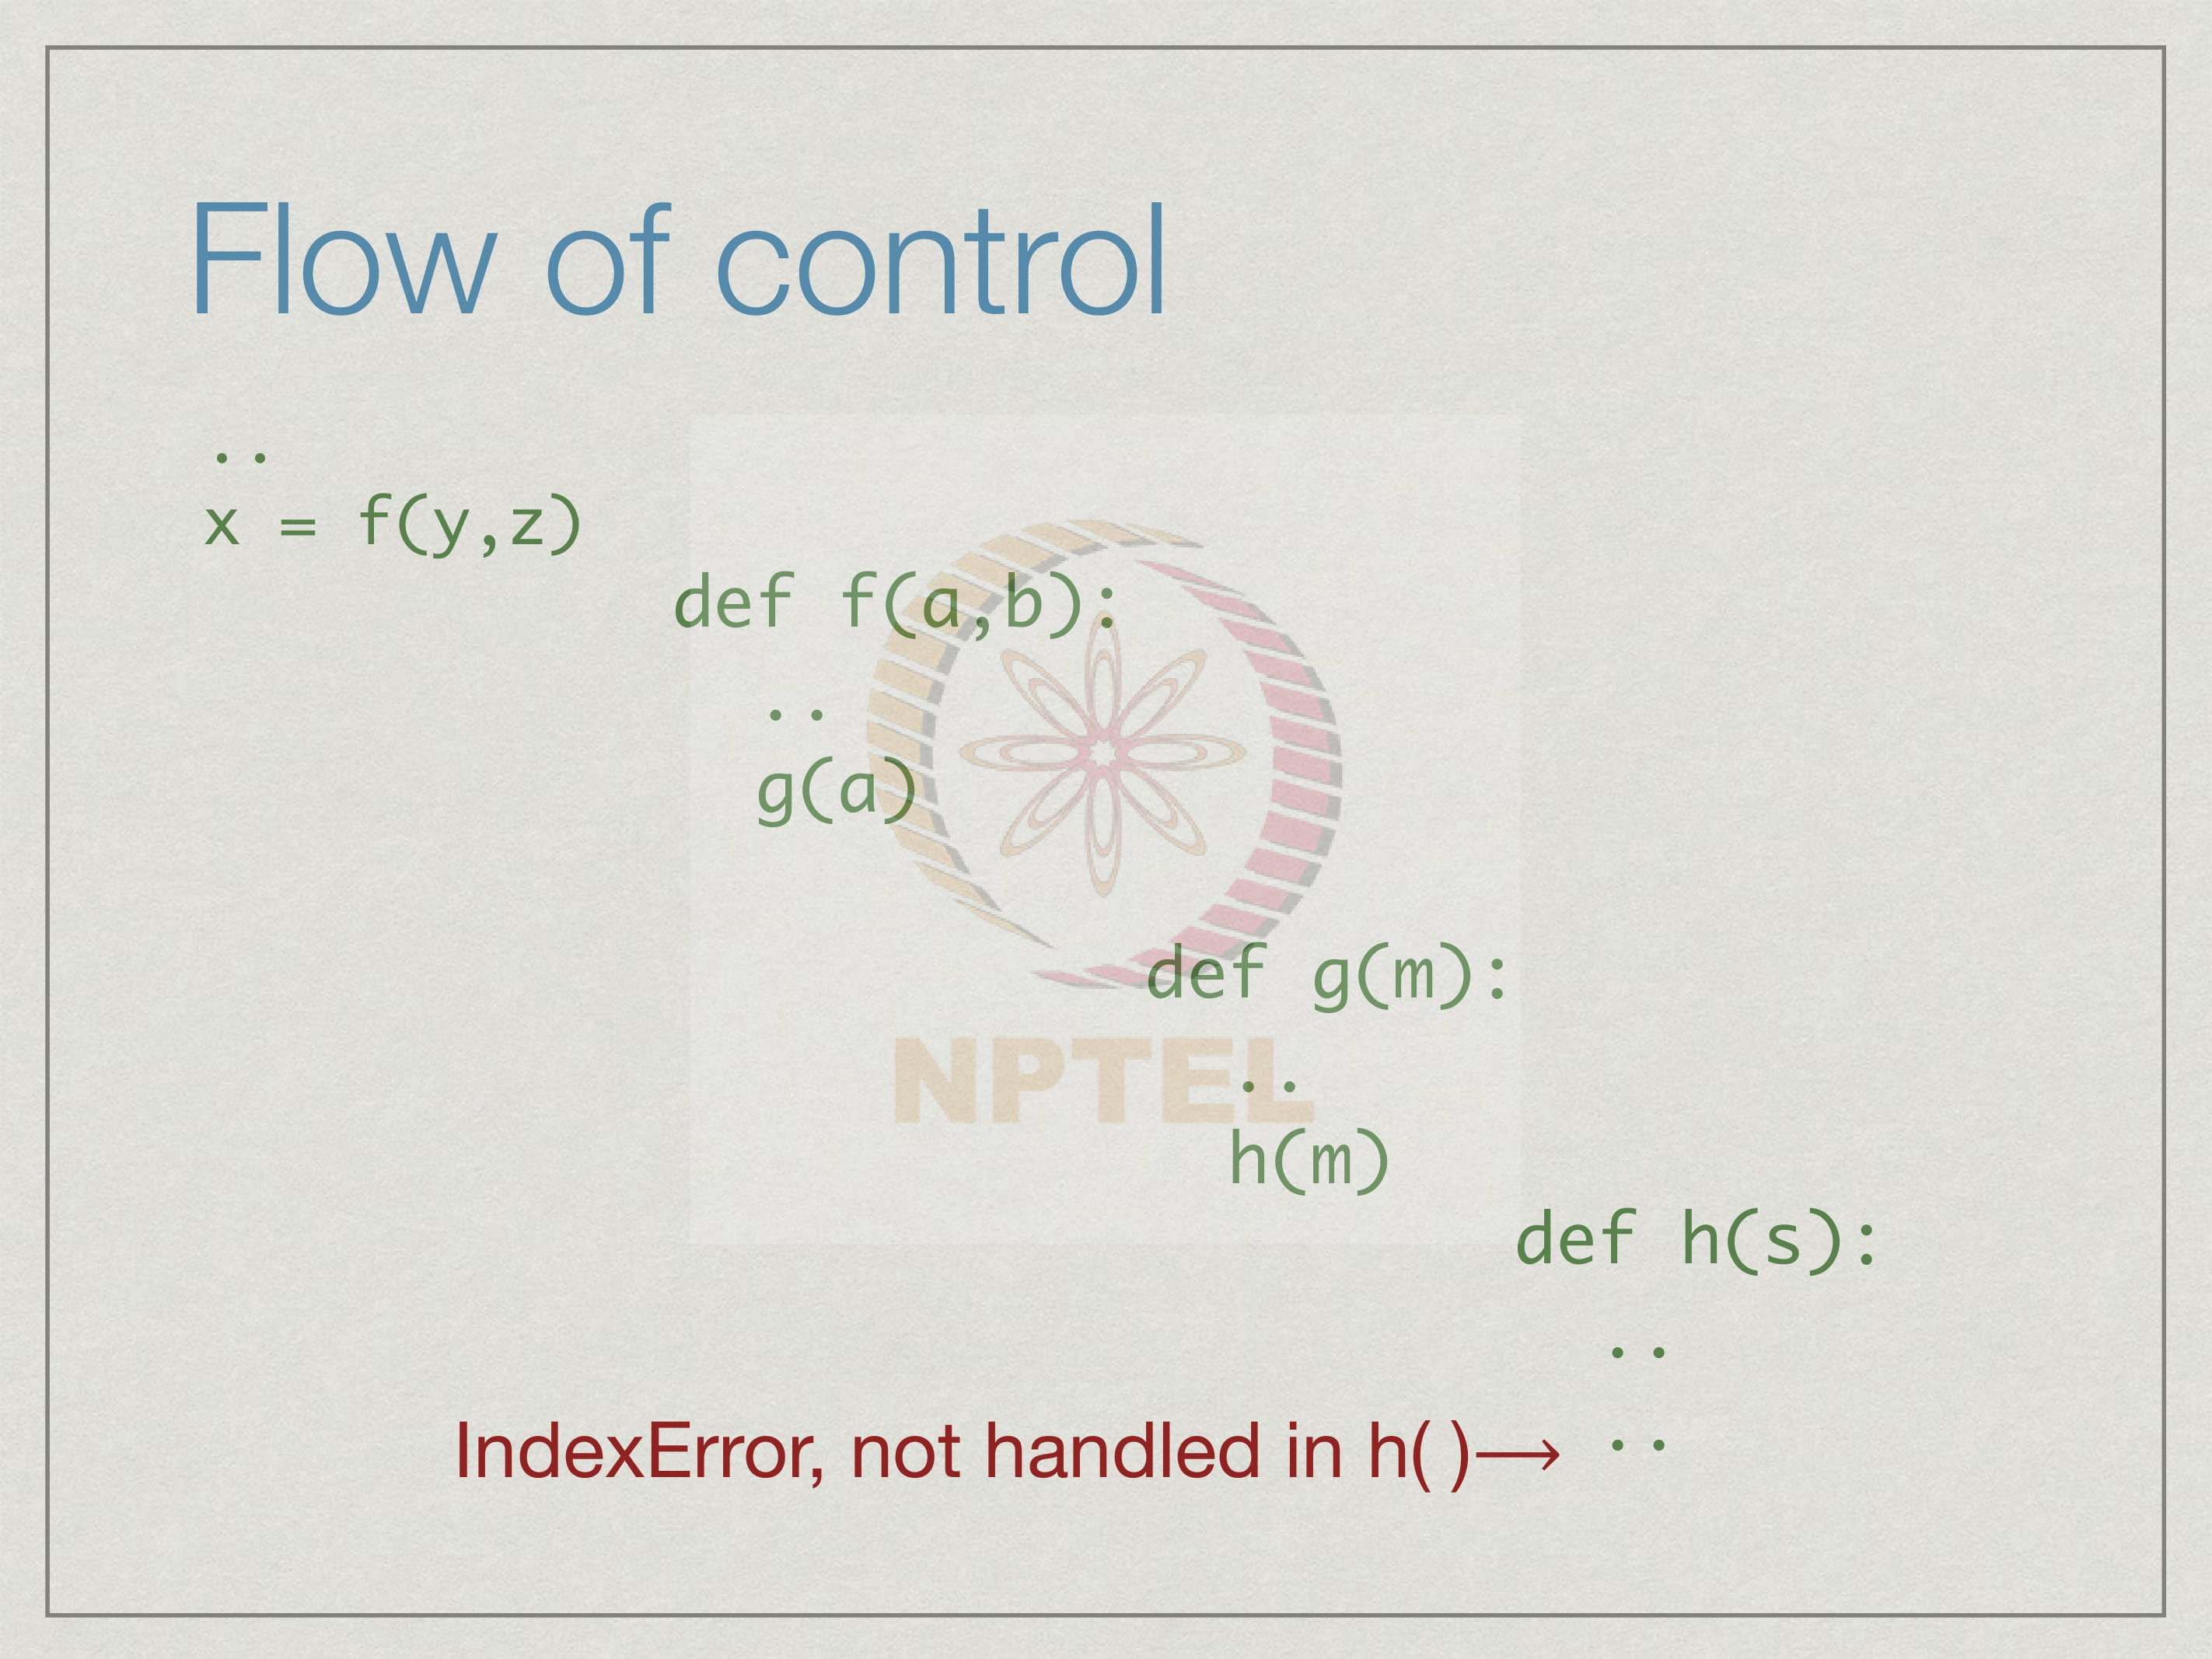 Flow of control
..
x = f(y,z)
def f(a,b):
..
g(a)
def g(m):
NPTEL
..
h(m)
def h(s):
..
IndexError, not handled in h( )⟶ ..